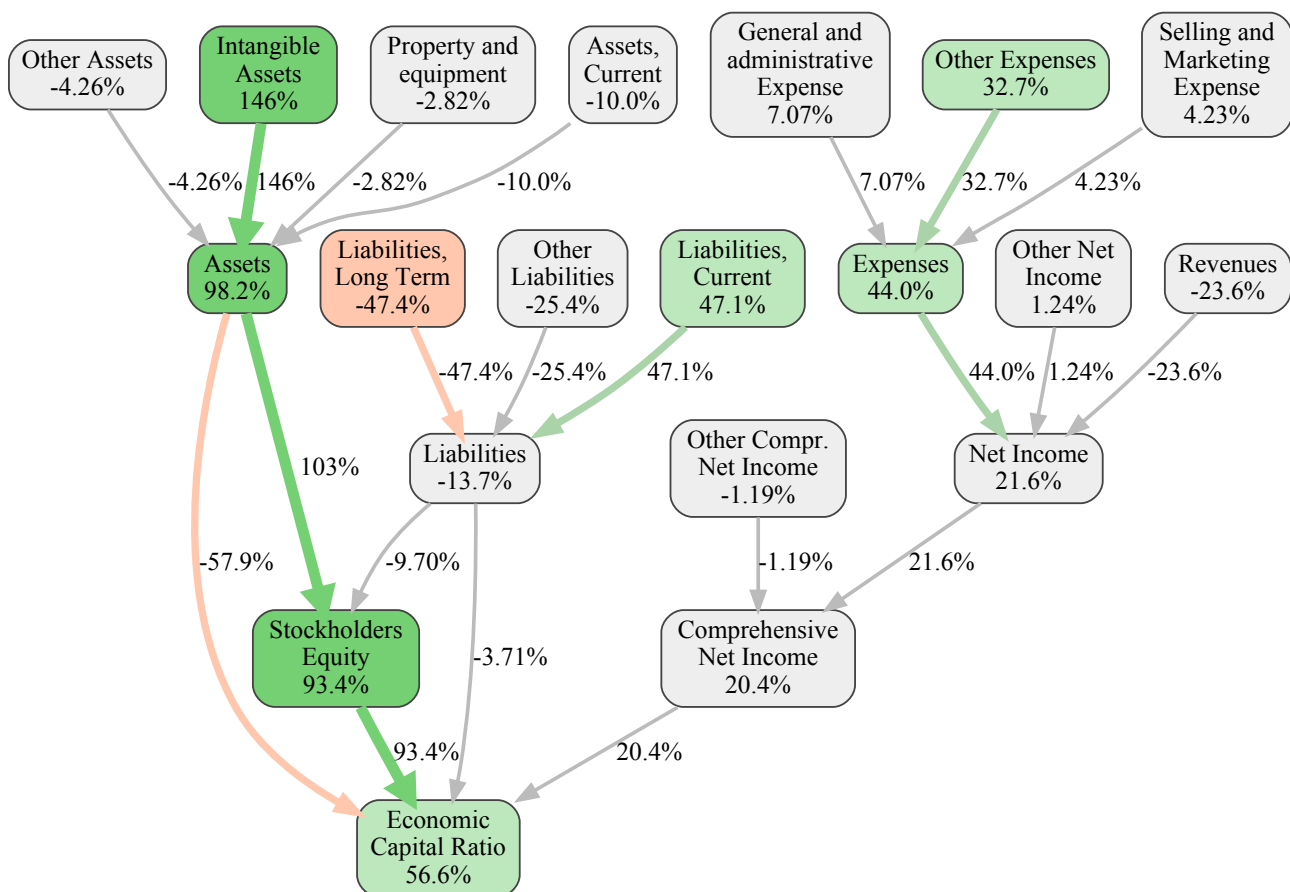 Other Assets
-4.26%
Intangible
Assets
146%
Property and
equipment
-2.82%
Assets,
Current
-10.0%
General and
administrative
Expense
7.07%
Other Expenses
32.7%
Selling and
Marketing
Expense
4.23%
-4.26%
146%
-2.82%
-10.0%
7.07%
32.7%
4.23%
Assets
98.2%
Liabilities,
Long Term
-47.4%
Other
Liabilities
-25.4%
Liabilities,
Current
47.1%
Expenses
44.0%
Other Net
Income
1.24%
Revenues
-23.6%
-47.4%
-25.4%
47.1%
44.0%
1.24%
-23.6%
103%
Liabilities
-13.7%
Other Compr.
Net Income
-1.19%
Net Income
21.6%
-57.9%
-9.70%
-1.19%
21.6%
Stockholders
Equity
93.4%
-3.71%
Comprehensive
Net Income
20.4%
93.4%
20.4%
Economic
Capital Ratio
56.6%